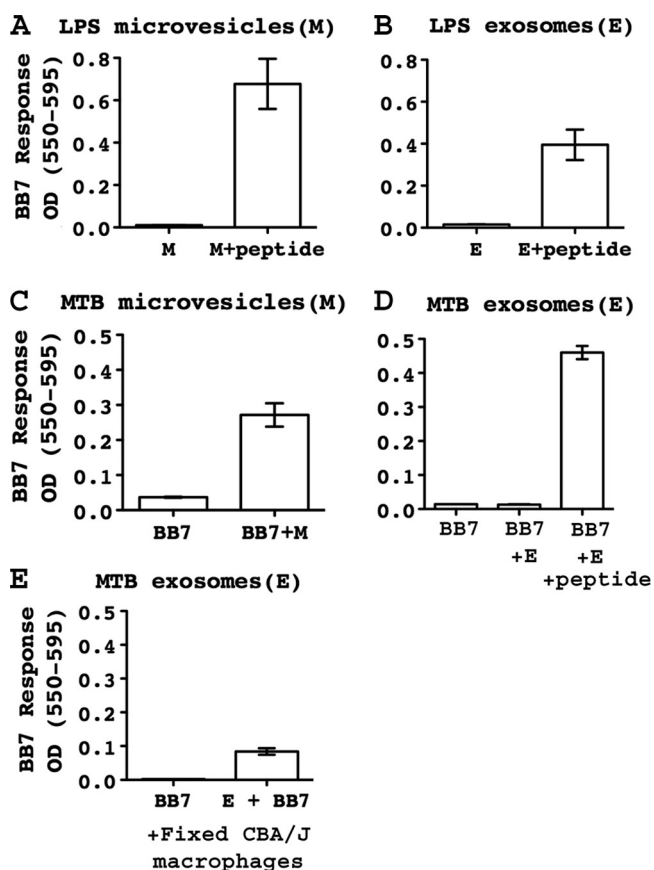 A LPS microvesicles(M)
BB7 Response
OD (550-595)
0.8
0.6
0.4
0.2
0.0
M M+peptide
B LPS exosomes(E)
0.8
0.6
0.4
0.2
0.0
E E+peptide
C MTB microvesicles(M)
BB7 Response
OD (550-595)
0.5
0.4
0.3
0.2
0.1
0.0
BB7 BB7+M
D MTB exosomes(E)
0.5
0.4
0.3
0.2
0.1
0.0
BB7 BB7 BB7
+E +E
+peptide
E MTB exosomes(E)
BB7 Response
OD (550-595)
0.5
0.4
0.3
0.2
0.1
0.0
BB7 E + BB7
+Fixed CBA/J
macrophages